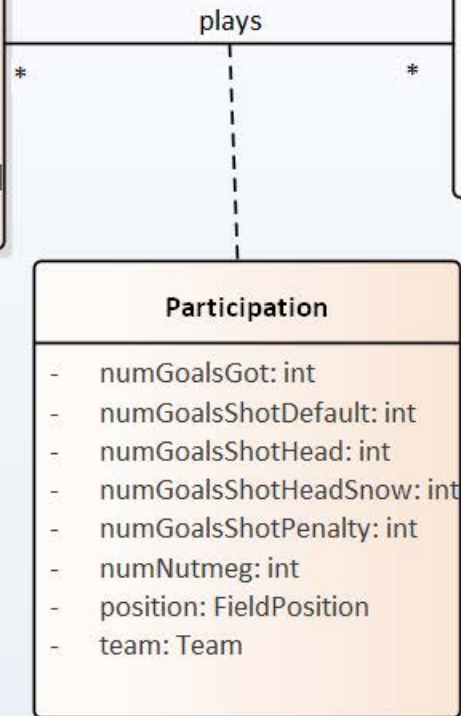 plays
* *
Participation
- numGoalsGot: int
- numGoalsShotDefault: int
- numGoalsShotHead: int
- numGoalsShotHeadSnow: int
- numGoalsShotPenalty: int
- numNutmeg: int
- position: FieldPosition
- team: Team